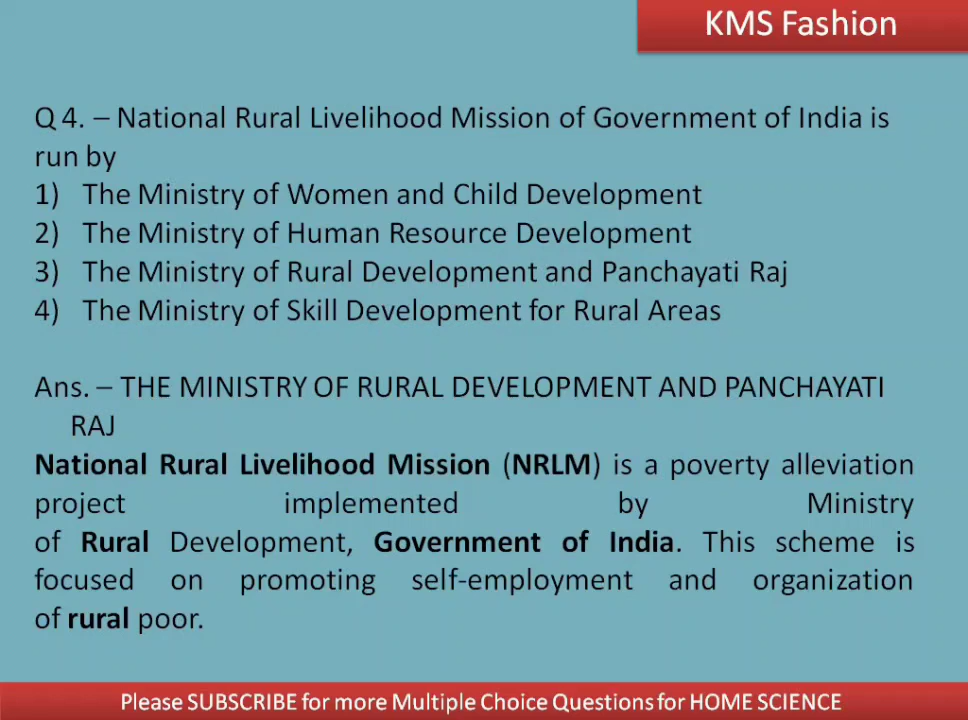 KMS Fashion
Q 4. – National Rural Livelihood Mission of Government of India is
run by
1) The Ministry of Women and Child Development
2) The Ministry of Human Resource Development
3) The Ministry of Rural Development and Panchayati Raj
4) The Ministry of Skill Development for Rural Areas
Ans. – THE MINISTRY OF RURAL DEVELOPMENT AND PANCHAYATI
RAJ
National Rural Livelihood Mission (NRLM) is a poverty alleviation
project implemented by Ministry
of Rural Development, Government of India. This scheme is
focused on promoting self-employment and organization
of rural poor.
Please SUBSCRIBE for more Multiple Choice Questions for HOME SCIENCE